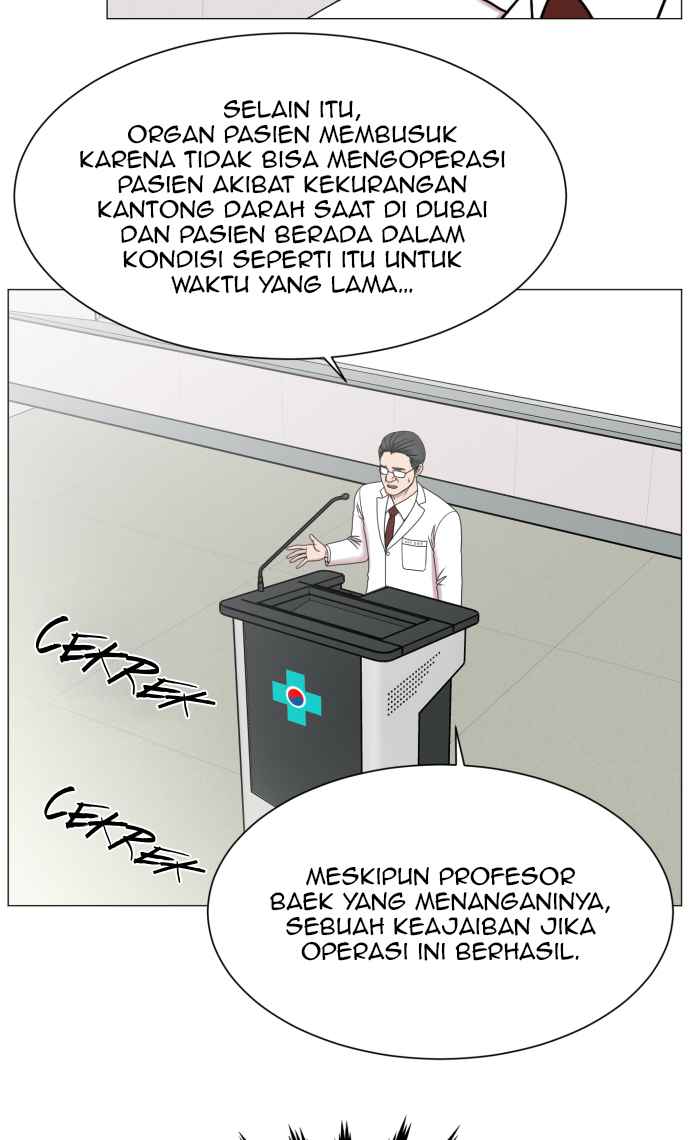 SELAIN ITU,
ORGAN PASIEN MEMBUSUK
KARENA TIDAK BISA MENGOPERASI
PASIEN AKIBAT KEKURANGAN
KANTONG DARAH SAAT DI DUBAI
DAN PASIEN BERADA DALAM
KONDISI SEPERTI ITU UNTUK
WAKTU YANG LAMA...
CEKREK
CEKREK
MESKIPUN PROFESOR
BAEK YANG MENANGANINYA,
SEBUAH KEAJAIBAN JIKA
OPERASI INI BERHASIL.